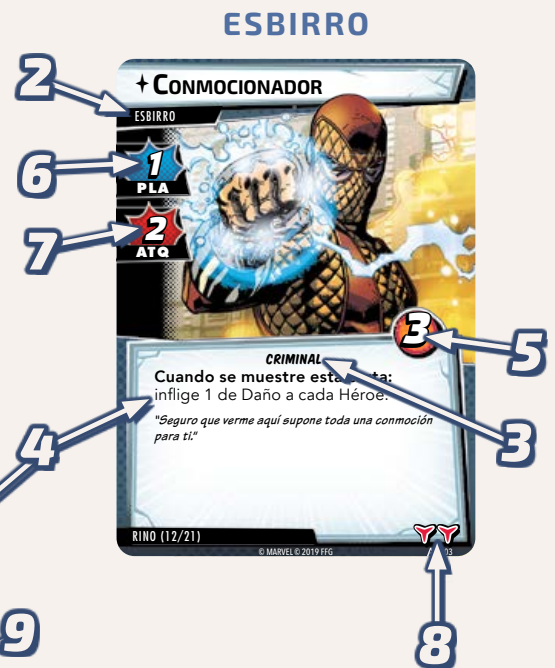 ESBIRRO
CONMOCIONADOR
ESBIRRO
2
1
PLA
6
2
ATQ
7
3
5
CRIMINAL
3
Cuando se muestre esta
inflige 1 de Daño a cada Héroe.
4
"Seguro que verme aquí supone toda una conmoción
para ti."
RINO (12/21)
© MARVEL © 2019 FFG
9
8